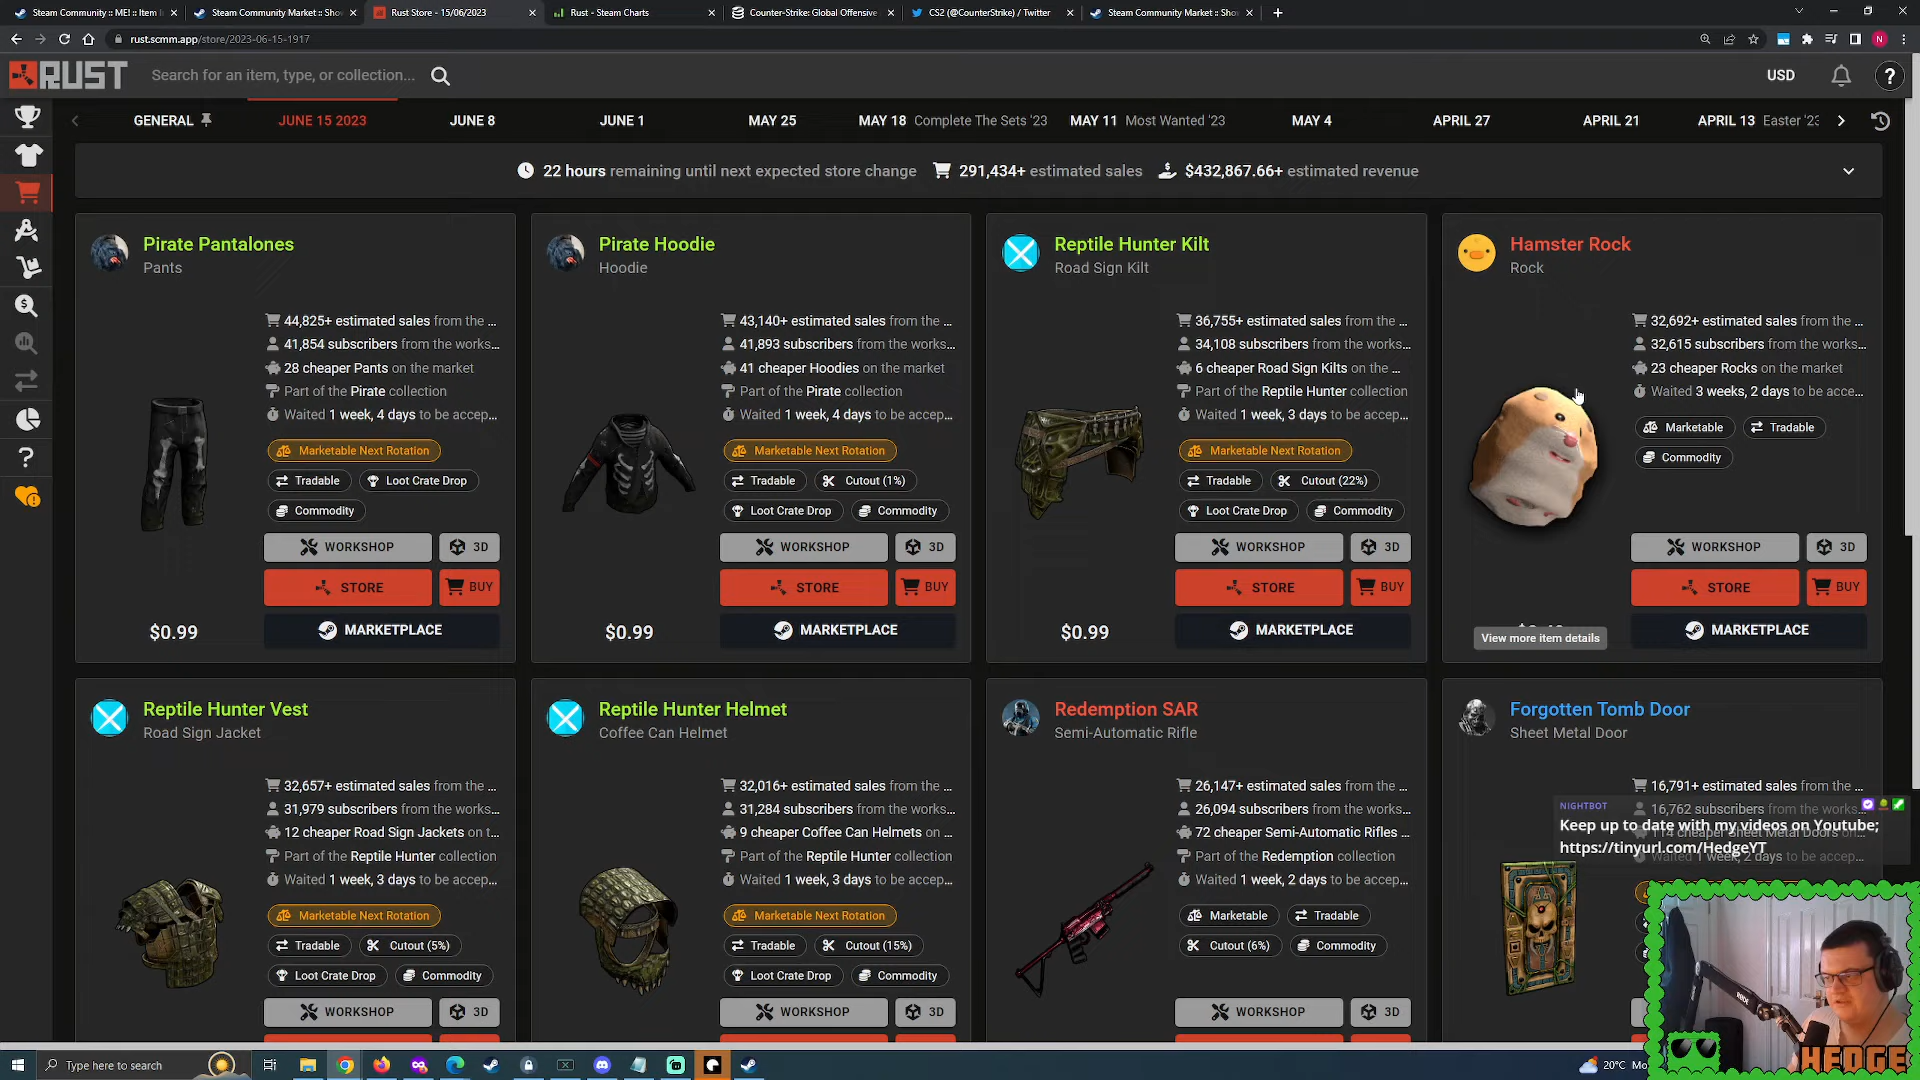 Steam Community :: ME! :: Item I
Steam Community Market :: Show
Rust Store - 15/06/2023
Rust - Steam Charts
Counter-Strike: Global Offensive
CS2 (@CounterStrike) / Twitter
Steam Community Market :: Show
rust.scmm.app/store/2023-06-15-1917
RUST
Search for an item, type, or collection...
USD
GENERAL
JUNE 15 2023
JUNE 8
JUNE 1
MAY 25
MAY 18 Complete The Sets '23
MAY 11 Most Wanted '23
MAY 4
APRIL 27
APRIL 21
APRIL 13 Easter '23
22 hours remaining until next expected store change 291,434+ estimated sales $432,867.66+ estimated revenue
Pirate Pantalones
Pants
44,825+ estimated sales from the ...
41,854 subscribers from the works...
28 cheaper Pants on the market
Part of the Pirate collection
Waited 1 week, 4 days to be accep...
Marketable Next Rotation
Tradable Loot Crate Drop
Commodity
WORKSHOP 3D
STORE BUY
$0.99 MARKETPLACE
Pirate Hoodie
Hoodie
43,140+ estimated sales from the ...
41,893 subscribers from the works...
41 cheaper Hoodies on the market
Part of the Pirate collection
Waited 1 week, 4 days to be accep...
Marketable Next Rotation
Tradable Cutout (1%)
Loot Crate Drop Commodity
WORKSHOP 3D
STORE BUY
$0.99 MARKETPLACE
Reptile Hunter Kilt
Road Sign Kilt
36,755+ estimated sales from the ...
34,108 subscribers from the works...
6 cheaper Road Sign Kilts on the ...
Part of the Reptile Hunter collection
Waited 1 week, 3 days to be accep...
Marketable Next Rotation
Tradable Cutout (22%)
Loot Crate Drop Commodity
WORKSHOP 3D
STORE BUY
$0.99 MARKETPLACE
Hamster Rock
Rock
32,692+ estimated sales from the ...
32,615 subscribers from the works...
23 cheaper Rocks on the market
Waited 3 weeks, 2 days to be acce...
Marketable Tradable
Commodity
WORKSHOP 3D
STORE BUY
View more item details MARKETPLACE
Reptile Hunter Vest
Road Sign Jacket
32,657+ estimated sales from the ...
31,979 subscribers from the works...
12 cheaper Road Sign Jackets on t...
Part of the Reptile Hunter collection
Waited 1 week, 3 days to be accep...
Marketable Next Rotation
Tradable Cutout (5%)
Loot Crate Drop Commodity
WORKSHOP 3D
Reptile Hunter Helmet
Coffee Can Helmet
32,016+ estimated sales from the ...
31,284 subscribers from the works...
9 cheaper Coffee Can Helmets on ...
Part of the Reptile Hunter collection
Waited 1 week, 3 days to be accep...
Marketable Next Rotation
Tradable Cutout (15%)
Loot Crate Drop Commodity
WORKSHOP 3D
Redemption SAR
Semi-Automatic Rifle
26,147+ estimated sales from the ...
26,094 subscribers from the works...
72 cheaper Semi-Automatic Rifles ...
Part of the Redemption collection
Waited 1 week, 2 days to be accep...
Marketable Tradable
Cutout (6%) Commodity
WORKSHOP 3D
Forgotten Tomb Door
Sheet Metal Door
16,791+ estimated sales from the ...
16,762 subscribers from the works...
114 cheaper Sheet Metal Doors on...
Waited 1 week, 2 days to be accep...
NIGHTBOT
Keep up to date with my videos on Youtube;
https://tinyurl.com/HedgeYT
HEDGE
Type here to search
20°C